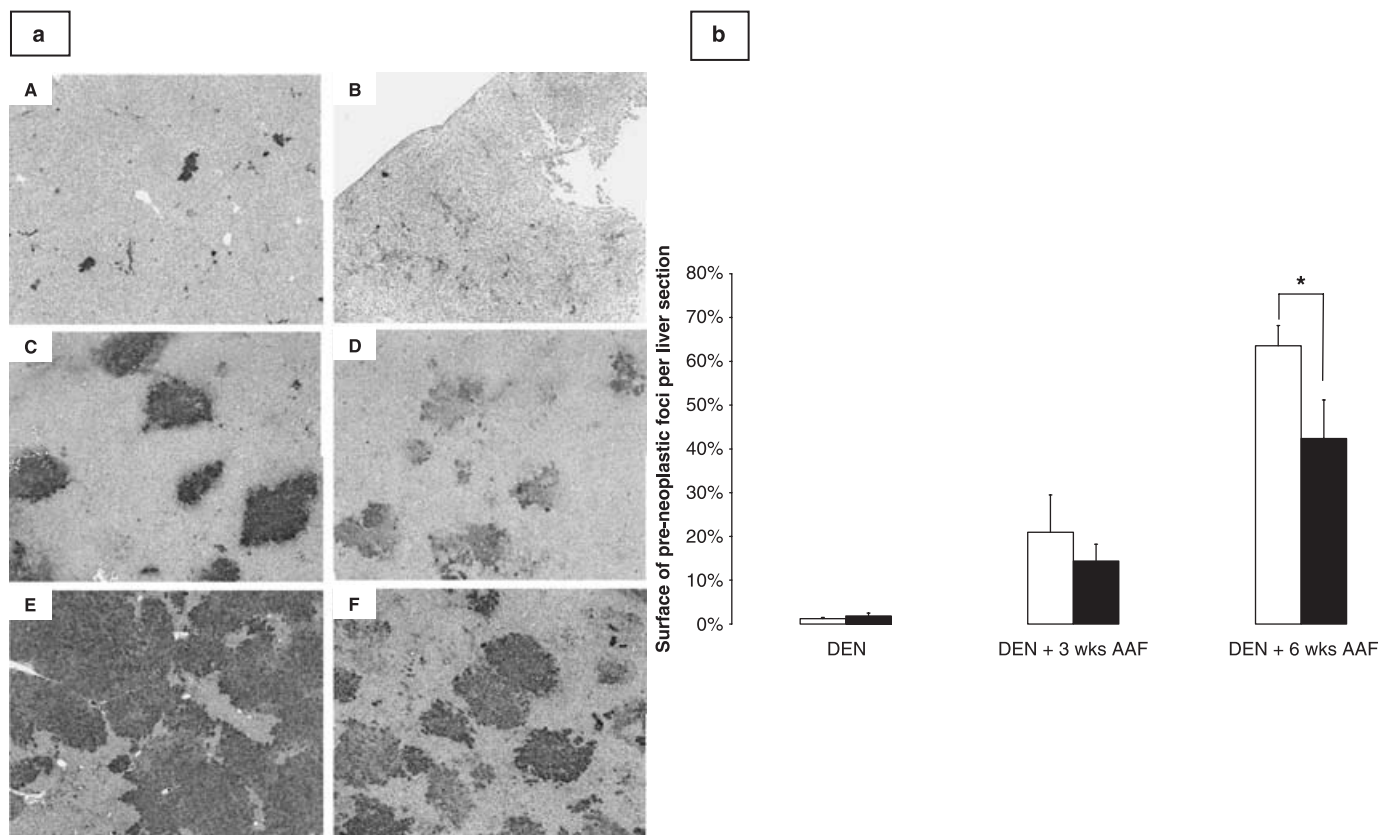 a
b
A
B
C
D
E
F
Surface of pre-neoplastic foci per liver section
80%
70%
60%
50%
40%
30%
20%
10%
0%
*
DEN
DEN + 3 wks AAF
DEN + 6 wks AAF